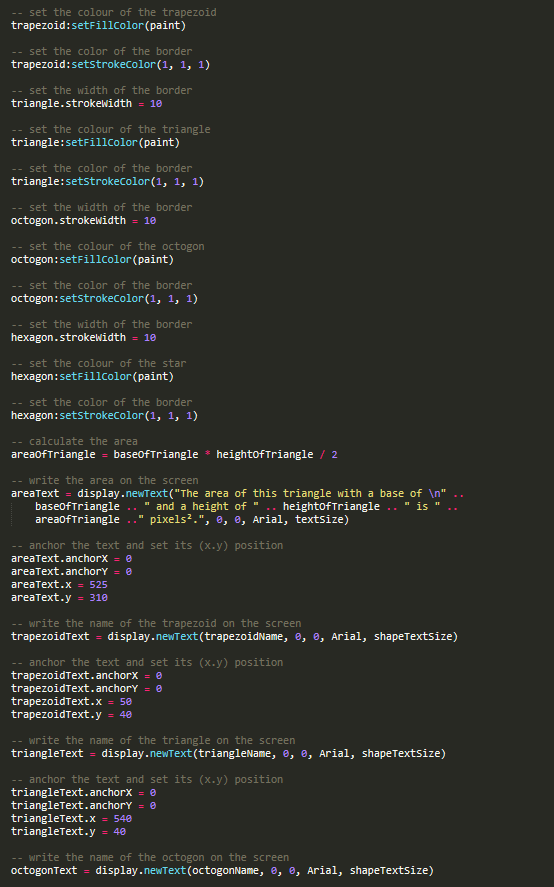 -- set the colour of the trapezoid
trapezoid:setFillColor(paint)
-- set the color of the border
trapezoid:setStrokeColor(1, 1, 1)
-- set the width of the border
triangle.strokeWidth = 10
-- set the colour of the triangle
triangle:setFillColor(paint)
-- set the color of the border
triangle:setStrokeColor(1, 1, 1)
-- set the width of the border
octogon.strokeWidth = 10
-- set the colour of the octogon
octogon:setFillColor(paint)
-- set the color of the border
octogon:setStrokeColor(1, 1, 1)
-- set the width of the border
hexagon.strokeWidth = 10
-- set the colour of the star
hexagon:setFillColor(paint)
-- set the color of the border
hexagon:setStrokeColor(1, 1, 1)
-- calculate the area
areaOfTriangle = baseOfTriangle * heightOfTriangle / 2
-- write the area on the screen
areaText = display.newText("The area of this triangle with a base of \n" ..
baseOfTriangle .. " and a height of " .. heightOfTriangle .. " is " ..
areaOfTriangle .." pixels².", 0, 0, Arial, textSize)
-- anchor the text and set its (x.y) position
areaText.anchorX = 0
areaText.anchorY = 0
areaText.x = 525
areaText.y = 310
-- write the name of the trapezoid on the screen
trapezoidText = display.newText(trapezoidName, 0, 0, Arial, shapeTextSize)
-- anchor the text and set its (x.y) position
trapezoidText.anchorX = 0
trapezoidText.anchorY = 0
trapezoidText.x = 50
trapezoidText.y = 40
-- write the name of the triangle on the screen
triangleText = display.newText(triangleName, 0, 0, Arial, shapeTextSize)
-- anchor the text and set its (x.y) position
triangleText.anchorX = 0
triangleText.anchorY = 0
triangleText.x = 540
triangleText.y = 40
-- write the name of the octogon on the screen
octogonText = display.newText(octogonName, 0, 0, Arial, shapeTextSize)